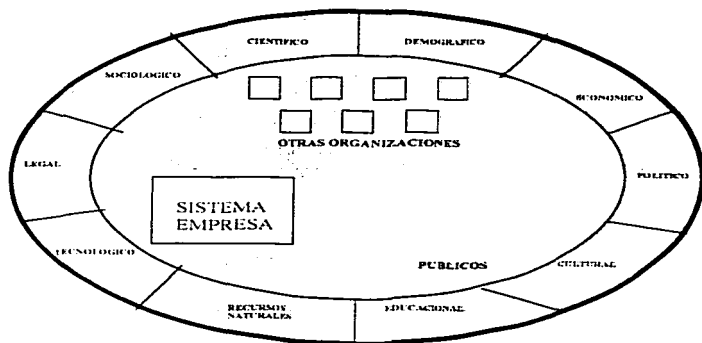 CIENTIFICO
DEMOGRAFICO
SOCIOLOGICO
ECONOMICO
OTRAS ORGANIZACIONES
LEGAL
POLITICO
SISTEMA
EMPRESA
TECNOLOGICO
PUBLICOS
CULTURAL
RECURSOS
NATURALES
EDUCACIONAL